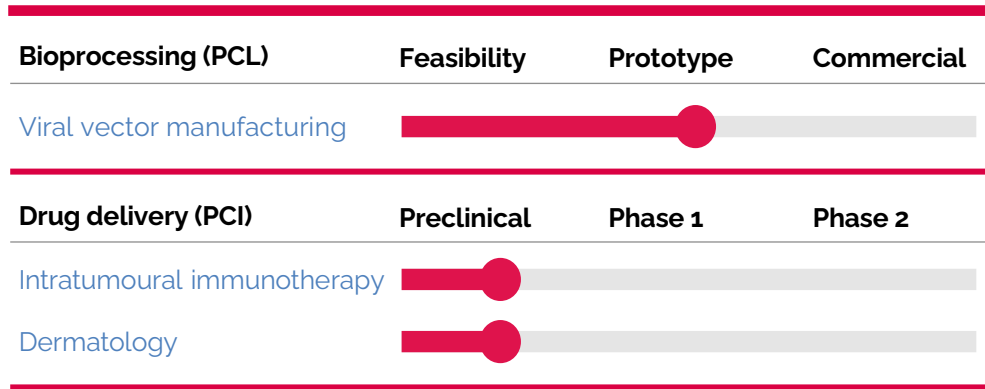 Bioprocessing (PCL) Feasibility Prototype Commercial
Viral vector manufacturing
Drug delivery (PCI) Preclinical Phase 1 Phase 2
Intratumoural immunotherapy
Dermatology